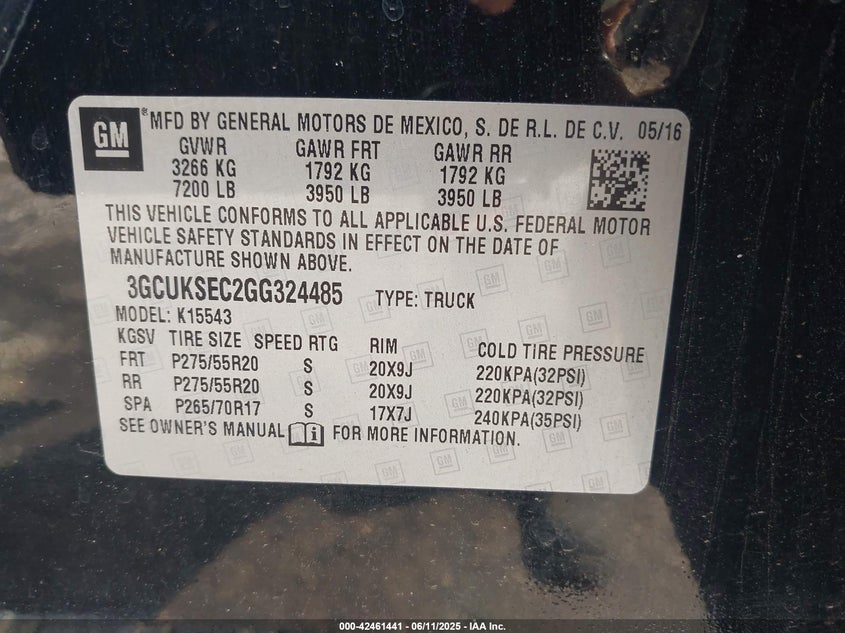 GM ® MFD BY GENERAL MOTORS DE MEXICO, S. DE R.L. DE C.V. 05/16
GVWR GAWR FRT GAWR RR
3266 KG 1792 KG 1792 KG
7200 LB 3950 LB 3950 LB
THIS VEHICLE CONFORMS TO ALL APPLICABLE U.S. FEDERAL MOTOR
VEHICLE SAFETY STANDARDS IN EFFECT ON THE DATE OF
MANUFACTURE SHOWN ABOVE.
3GCUKSEC2GG324485 TYPE: TRUCK
MODEL: K15543
KGSV TIRE SIZE SPEED RTG RIM COLD TIRE PRESSURE
FRT P275/55R20 S 20X9J 220KPA(32PSI)
RR P275/55R20 S 20X9J 220KPA(32PSI)
SPA P265/70R17 S 17X7J 240KPA(35PSI)
SEE OWNER'S MANUAL FOR MORE INFORMATION.
000-42461441 - 06/11/2025 - IAA Inc.